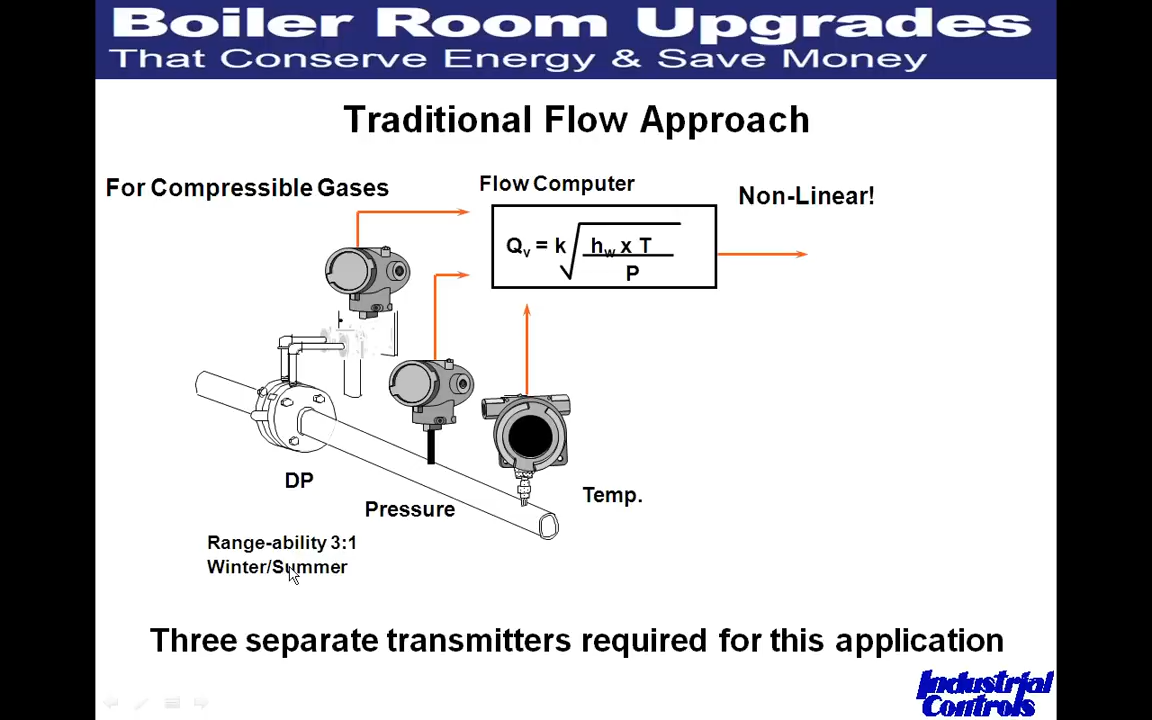 Boiler Room Upgrades
That Conserve Energy & Save Money
Traditional Flow Approach
For Compressible Gases
Flow Computer
Non-Linear!
Qv = k √ hw x T
P
DP
Pressure
Temp.
Range-ability 3:1
Winter/Summer
Three separate transmitters required for this application
Industrial
Controls